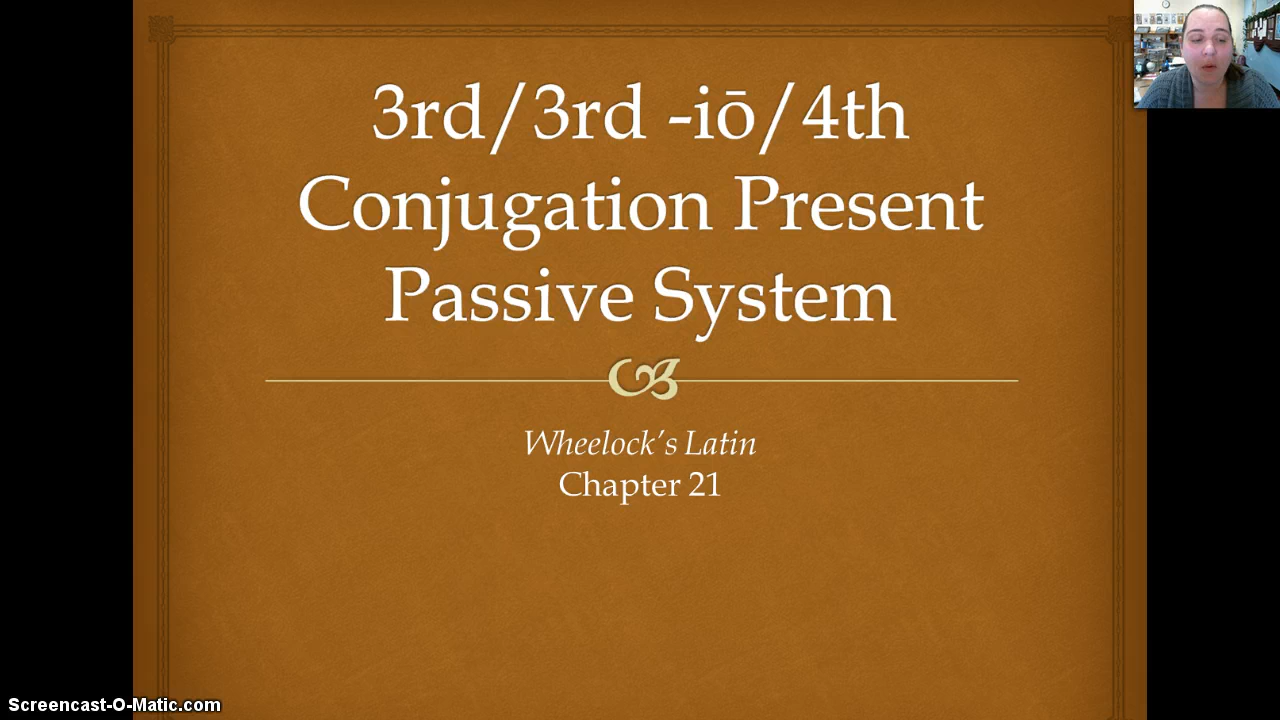 3rd/3rd -iō/4th
Conjugation Present
Passive System
Wheelock’s Latin
Chapter 21
Screencast-O-Matic.com